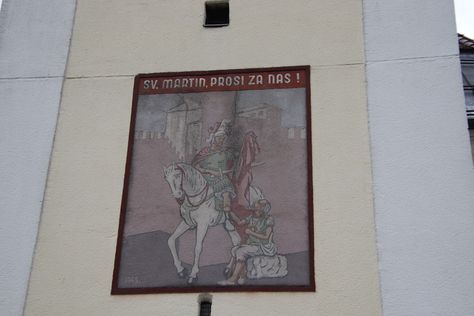 SV. MARTIN, PROSI ZA NAS!